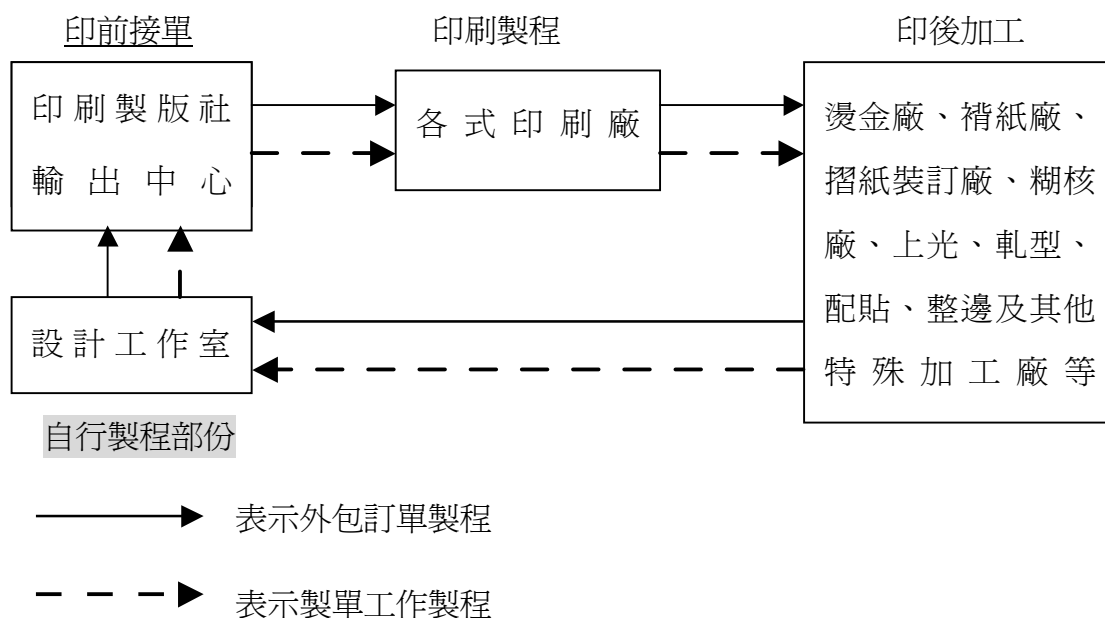 印前接單
印刷製程
印後加工
印刷製版社
輸出中心
各式印刷廠
燙金廠、褙紙廠、
摺紙裝訂廠、糊核
廠、上光、軋型、
配貼、整邊及其他
特殊加工廠等
設計工作室
自行製程部份
表示外包訂單製程
表示製單工作製程